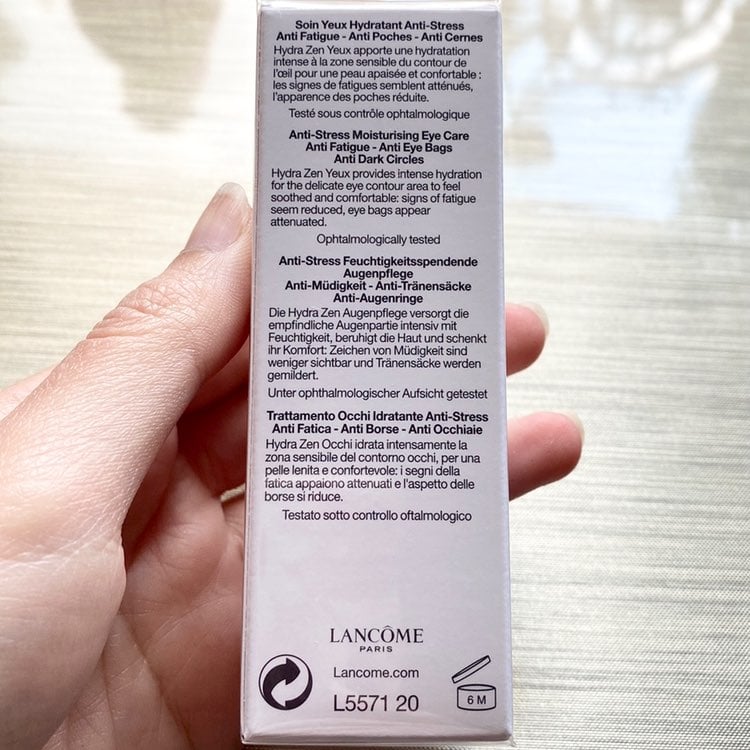 Soin Yeux Hydratant Anti-Stress
Anti Fatigue - Anti Poches - Anti Cernes
Hydra Zen Yeux apporte une hydratation
intense à la zone sensible du contour de
l'œil pour une peau apaisée et confortable :
les signes de fatigues semblent atténués,
l'apparence des poches réduite.
Testé sous contrôle ophtalmologique
Anti-Stress Moisturising Eye Care
Anti Fatigue - Anti Eye Bags
Anti Dark Circles
Hydra Zen Yeux provides intense hydration
for the delicate eye contour area to feel
soothed and comfortable: signs of fatigue
seem reduced, eye bags appear
attenuated.
Ophtalmologically tested
Anti-Stress Feuchtigkeitsspendende
Augenpflege
Anti-Müdigkeit - Anti-Tränensäcke
Anti-Augenringe
Die Hydra Zen Augenpflege versorgt die
empfindliche Augenpartie intensiv mit
Feuchtigkeit, beruhigt die Haut und schenkt
ihr Komfort: Zeichen von Müdigkeit sind
weniger sichtbar und Tränensäcke werden
gemildert.
Unter ophthalmologischer Aufsicht getestet
Trattamento Occhi Idratante Anti-Stress
Anti Fatica - Anti Borse - Anti Occhiaie
Hydra Zen Occhi idrata intensamente la
zona sensibile del contorno occhi, per una
pelle lenita e confortevole: i segni della
fatica appaiono attenuati e l'aspetto delle
borse si riduce.
Testato sotto controllo oftalmologico
LANCÔME
PARIS
Lancome.com
L5571 20
6 M